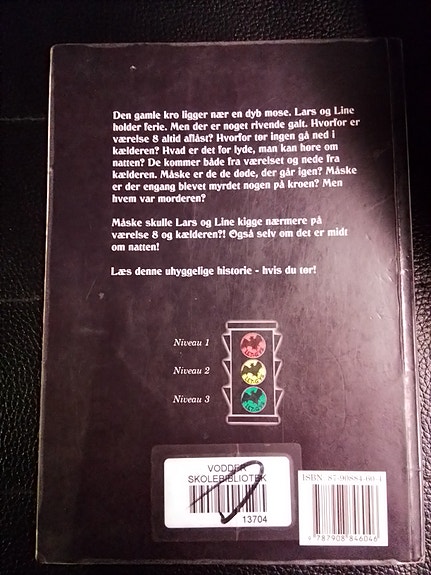 Den gamle kro ligger nær en dyb mose. Lars og Line
holder ferie. Men der er noget rivende galt. Hvorfor er
værelse 8 altid aflåst? Hvorfor tør ingen gå ned i
kælderen? Hvad er det for lyde, man kan høre om
natten? De kommer både fra værelset og nede fra
kælderen. Måske er de de døde, der går igen? Måske
er der engang blevet myrdet nogen på kroen? Men
hvem var morderen?
Måske skulle Lars og Line kigge nærmere på
værelse 8 og kælderen?! Også selv om det er midt
om natten!
Læs denne uhyggelige historie - hvis du tør!
Niveau 1
Niveau 2
Niveau 3
VODDER
SKOLEBIBLIOTEK
13704
ISBN 87-90884-60-4